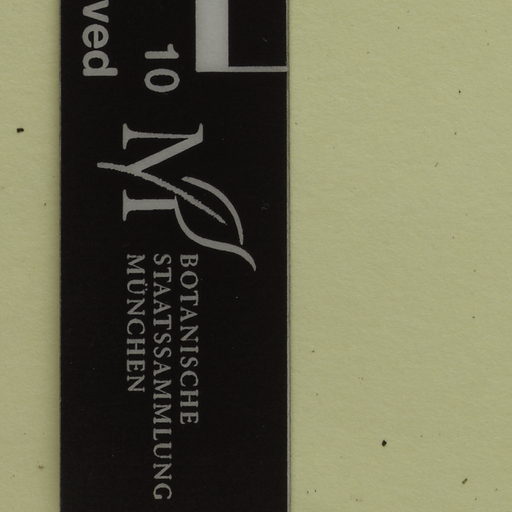 10
ved
M
BOTANISCHE
STAATSSAMMLUNG
MÜNCHEN